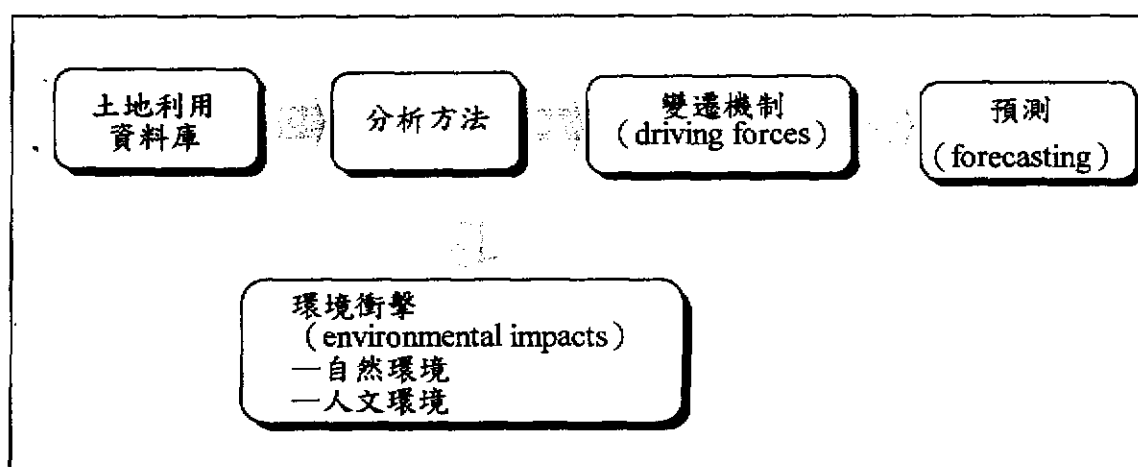 土地利用
資料庫
分析方法
變遷機制
（driving forces）
預測
（forecasting）
環境衝擊
（environmental impacts）
—自然環境
—人文環境